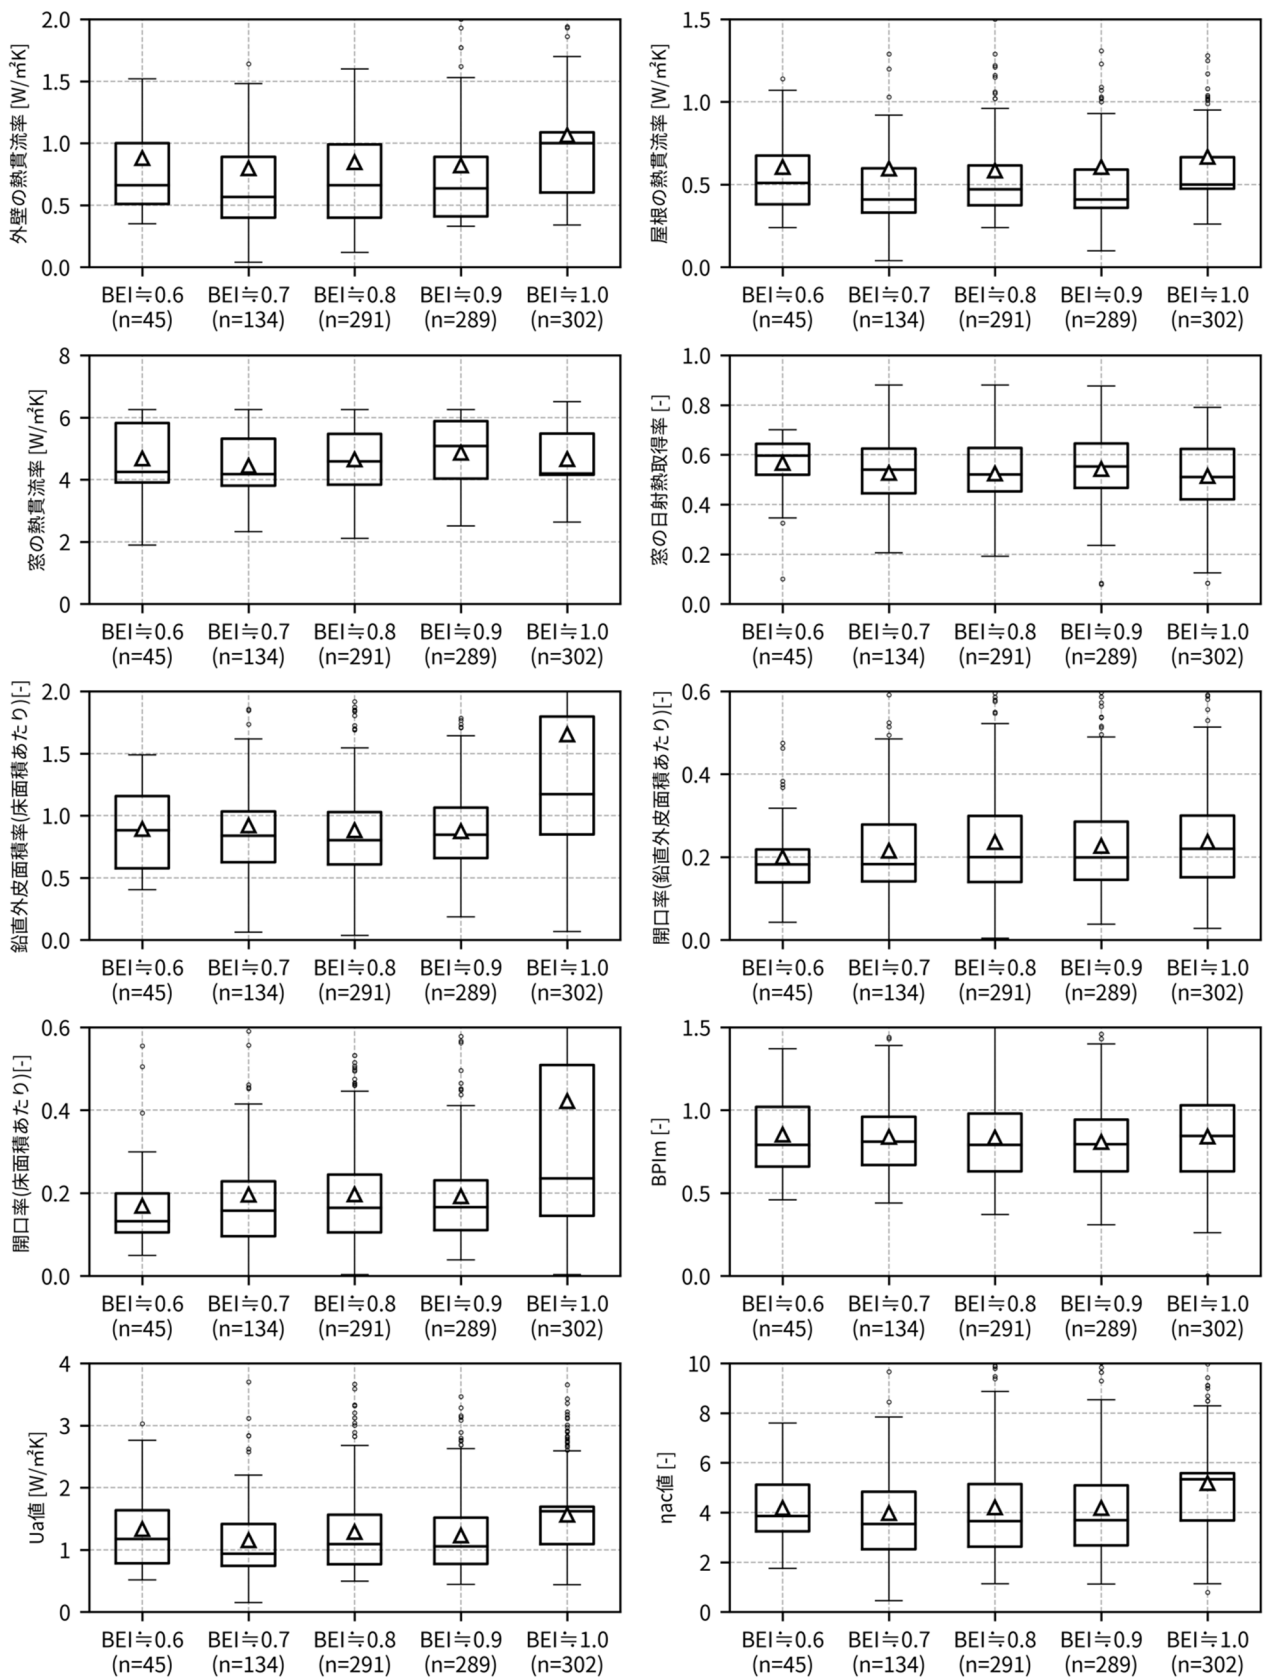 外壁の熱貫流率 [W/㎡K]
2.0
1.5
1.0
0.5
0.0
BEI≒0.6 BEI≒0.7 BEI≒0.8 BEI≒0.9 BEI≒1.0
(n=45) (n=134) (n=291) (n=289) (n=302)
屋根の熱貫流率 [W/㎡K]
1.5
1.0
0.5
0.0
BEI≒0.6 BEI≒0.7 BEI≒0.8 BEI≒0.9 BEI≒1.0
(n=45) (n=134) (n=291) (n=289) (n=302)
窓の熱貫流率 [W/㎡K]
8
6
4
2
0
BEI≒0.6 BEI≒0.7 BEI≒0.8 BEI≒0.9 BEI≒1.0
(n=45) (n=134) (n=291) (n=289) (n=302)
窓の日射熱取得率 [-]
1.0
0.8
0.6
0.4
0.2
0.0
BEI≒0.6 BEI≒0.7 BEI≒0.8 BEI≒0.9 BEI≒1.0
(n=45) (n=134) (n=291) (n=289) (n=302)
鉛直外皮面積率(床面積あたり)[-]
2.0
1.5
1.0
0.5
0.0
BEI≒0.6 BEI≒0.7 BEI≒0.8 BEI≒0.9 BEI≒1.0
(n=45) (n=134) (n=291) (n=289) (n=302)
開口率(鉛直外皮面積あたり)[-]
0.6
0.4
0.2
0.0
BEI≒0.6 BEI≒0.7 BEI≒0.8 BEI≒0.9 BEI≒1.0
(n=45) (n=134) (n=291) (n=289) (n=302)
開口率(床面積あたり)[-]
0.6
0.4
0.2
0.0
BEI≒0.6 BEI≒0.7 BEI≒0.8 BEI≒0.9 BEI≒1.0
(n=45) (n=134) (n=291) (n=289) (n=302)
BPIm [-]
1.5
1.0
0.5
0.0
BEI≒0.6 BEI≒0.7 BEI≒0.8 BEI≒0.9 BEI≒1.0
(n=45) (n=134) (n=291) (n=289) (n=302)
Ua値 [W/㎡K]
4
3
2
1
0
BEI≒0.6 BEI≒0.7 BEI≒0.8 BEI≒0.9 BEI≒1.0
(n=45) (n=134) (n=291) (n=289) (n=302)
ηac値 [-]
10
8
6
4
2
0
BEI≒0.6 BEI≒0.7 BEI≒0.8 BEI≒0.9 BEI≒1.0
(n=45) (n=134) (n=291) (n=289) (n=302)